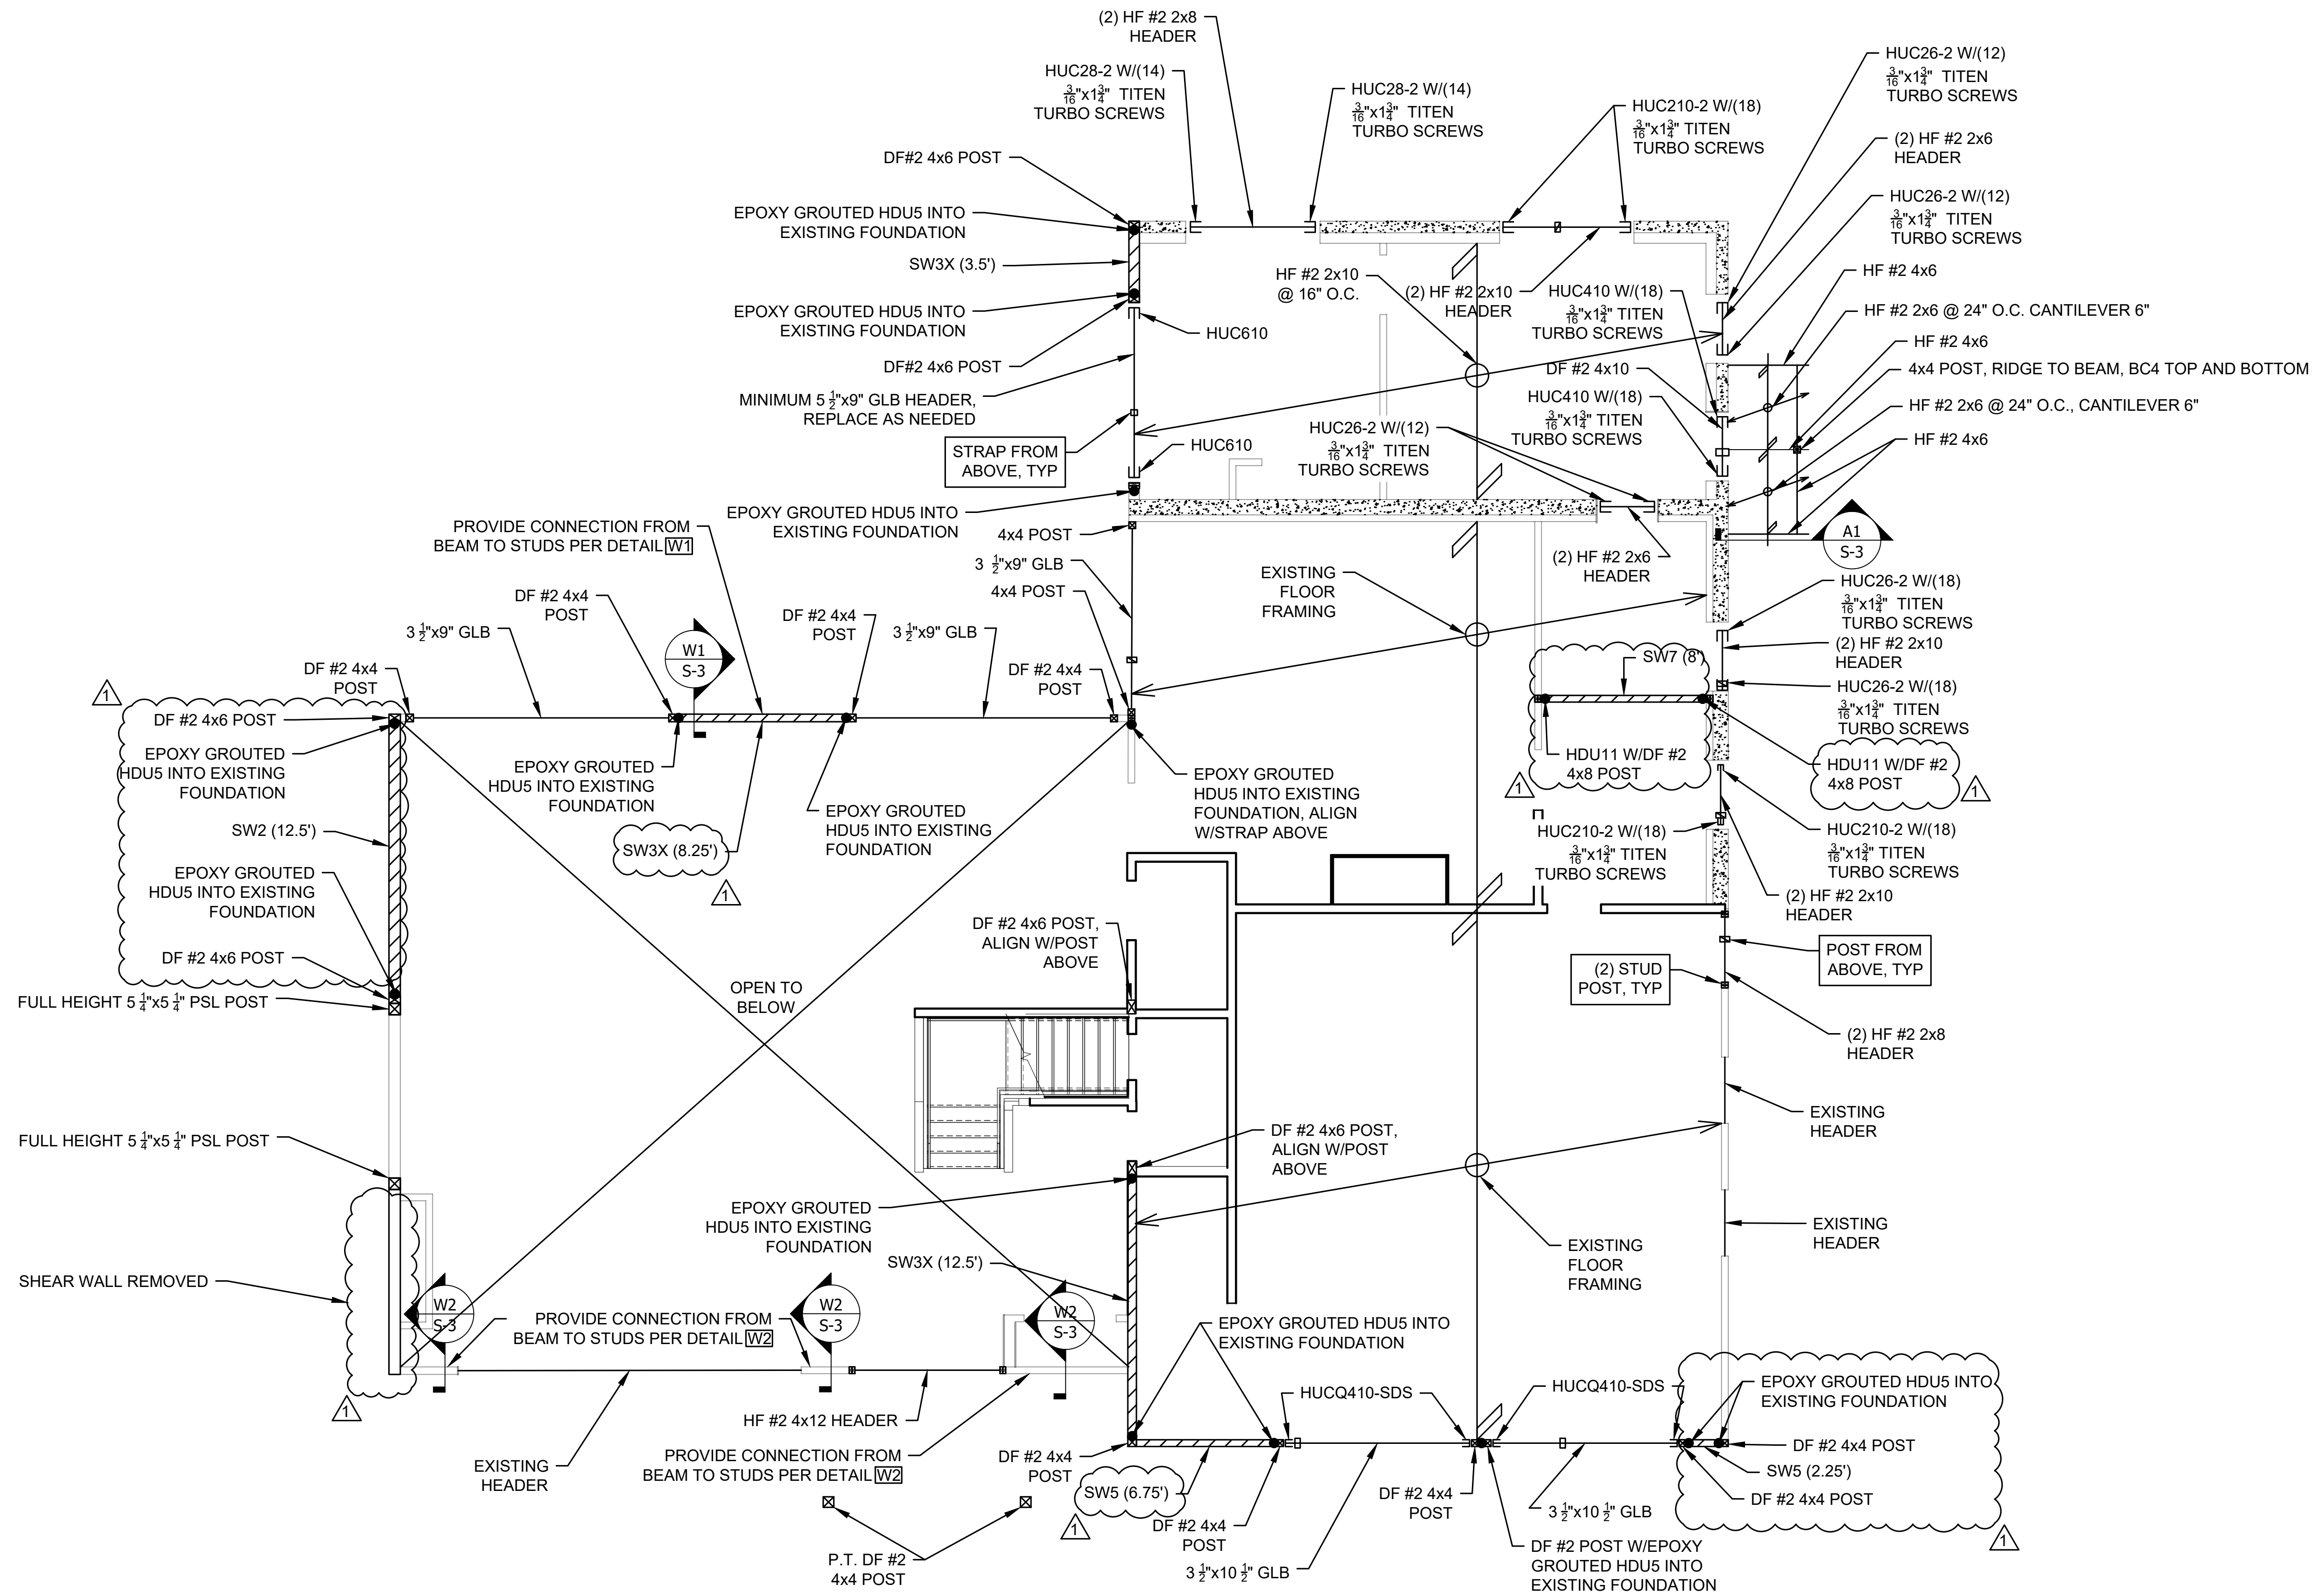 (2) HF #2 2x8
HEADER
HUC28-2 W/(14)
3/16"x1 3/4" TITEN
TURBO SCREWS
HUC28-2 W/(14)
3/16"x1 3/4" TITEN
TURBO SCREWS
HUC210-2 W/(18)
3/16"x1 3/4" TITEN
TURBO SCREWS
HUC26-2 W/(12)
3/16"x1 3/4" TITEN
TURBO SCREWS
(2) HF #2 2x6
HEADER
HUC26-2 W/(12)
3/16"x1 3/4" TITEN
TURBO SCREWS
HF #2 4x6
HF #2 2x6 @ 24" O.C. CANTILEVER 6"
HF #2 4x6
4x4 POST, RIDGE TO BEAM, BC4 TOP AND BOTTOM
HF #2 2x6 @ 24" O.C., CANTILEVER 6"
HF #2 4x6
DF#2 4x6 POST
EPOXY GROUTED HDU5 INTO
EXISTING FOUNDATION
SW3X (3.5')
EPOXY GROUTED HDU5 INTO
EXISTING FOUNDATION
HUC610
DF#2 4x6 POST
MINIMUM 5 1/2"x9" GLB HEADER,
REPLACE AS NEEDED
STRAP FROM
ABOVE, TYP
HUC610
HF #2 2x10
@ 16" O.C.
(2) HF #2 2x10
HEADER
HUC410 W/(18)
3/16"x1 3/4" TITEN
TURBO SCREWS
DF #2 4x10
HUC410 W/(18)
3/16"x1 3/4" TITEN
TURBO SCREWS
HUC26-2 W/(12)
3/16"x1 3/4" TITEN
TURBO SCREWS
EPOXY GROUTED HDU5 INTO
EXISTING FOUNDATION
4x4 POST
3 1/2"x9" GLB
4x4 POST
EXISTING
FLOOR
FRAMING
(2) HF #2 2x6
HEADER
A1
S-3
HUC26-2 W/(18)
3/16"x1 3/4" TITEN
TURBO SCREWS
(2) HF #2 2x10
HEADER
HUC26-2 W/(18)
3/16"x1 3/4" TITEN
TURBO SCREWS
PROVIDE CONNECTION FROM
BEAM TO STUDS PER DETAIL W1
DF #2 4x4
POST
3 1/2"x9" GLB
W1
S-3
DF #2 4x4
POST
3 1/2"x9" GLB
DF #2 4x4
POST
DF #2 4x4
POST
1
DF #2 4x6 POST
EPOXY GROUTED
HDU5 INTO EXISTING
FOUNDATION
SW2 (12.5')
EPOXY GROUTED
HDU5 INTO EXISTING
FOUNDATION
DF #2 4x6 POST
FULL HEIGHT 5 1/4"x5 1/4" PSL POST
EPOXY GROUTED
HDU5 INTO EXISTING
FOUNDATION
SW3X (8.25')
1
EPOXY GROUTED
HDU5 INTO EXISTING
FOUNDATION
EPOXY GROUTED
HDU5 INTO EXISTING
FOUNDATION, ALIGN
W/STRAP ABOVE
SW7 (8')
HDU11 W/DF #2
4x8 POST
1
HDU11 W/DF #2
4x8 POST
1
HUC210-2 W/(18)
3/16"x1 3/4" TITEN
TURBO SCREWS
HUC210-2 W/(18)
3/16"x1 3/4" TITEN
TURBO SCREWS
(2) HF #2 2x10
HEADER
DF #2 4x6 POST,
ALIGN W/POST
ABOVE
OPEN TO
BELOW
(2) STUD
POST, TYP
POST FROM
ABOVE, TYP
(2) HF #2 2x8
HEADER
EXISTING
HEADER
FULL HEIGHT 5 1/4"x5 1/4" PSL POST
DF #2 4x6 POST,
ALIGN W/POST
ABOVE
EPOXY GROUTED
HDU5 INTO EXISTING
FOUNDATION
SW3X (12.5')
EXISTING
FLOOR
FRAMING
EXISTING
HEADER
SHEAR WALL REMOVED
1
W2
S-3
PROVIDE CONNECTION FROM
BEAM TO STUDS PER DETAIL W2
W2
S-3
W2
S-3
EPOXY GROUTED HDU5 INTO
EXISTING FOUNDATION
HF #2 4x12 HEADER
PROVIDE CONNECTION FROM
BEAM TO STUDS PER DETAIL W2
EXISTING
HEADER
P.T. DF #2
4x4 POST
DF #2 4x4
POST
SW5 (6.75')
1
DF #2 4x4
POST
3 1/2"x10 1/2" GLB
HUCQ410-SDS
HUCQ410-SDS
DF #2 4x4
POST
3 1/2"x10 1/2" GLB
DF #2 POST W/EPOXY
GROUTED HDU5 INTO
EXISTING FOUNDATION
EPOXY GROUTED HDU5 INTO
EXISTING FOUNDATION
DF #2 4x4 POST
SW5 (2.25')
DF #2 4x4 POST
1